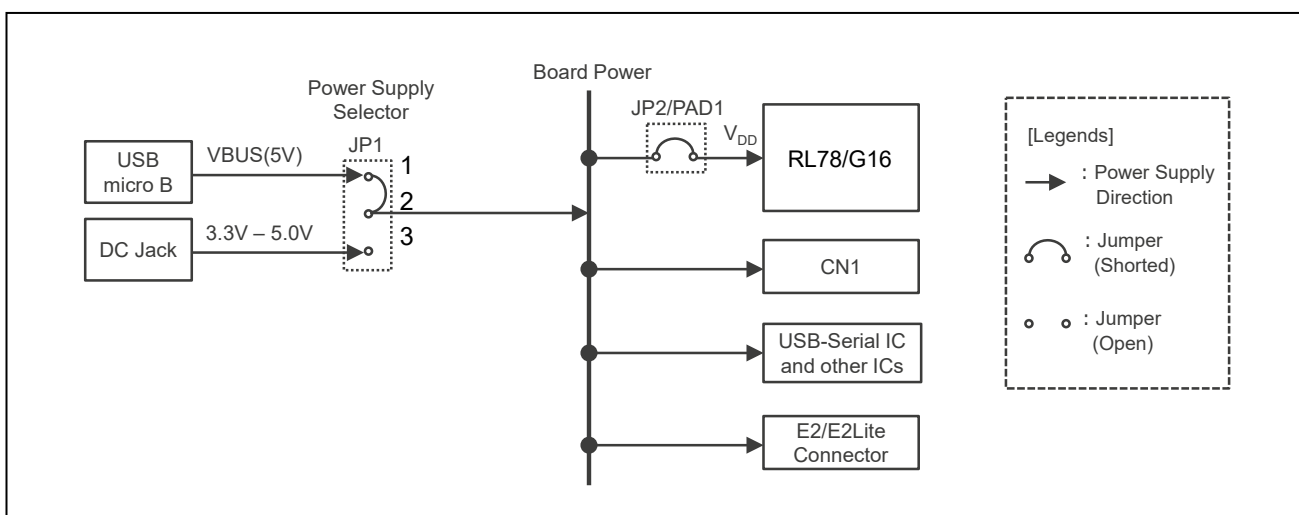 Board Power
Power Supply
Selector
JP1
USB
micro B
VBUS(5V)
1
2
3
DC Jack
3.3V – 5.0V
JP2/PAD1
VDD
RL78/G16
CN1
USB-Serial IC
and other ICs
E2/E2Lite
Connector
[Legends]
: Power Supply
Direction
: Jumper
(Shorted)
: Jumper
(Open)